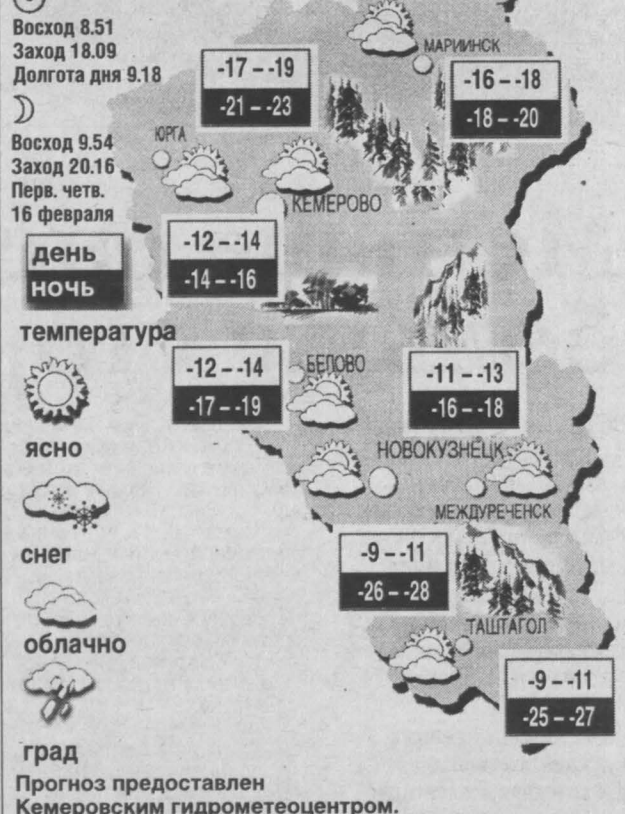 Восход 8.51
Заход 18.09
Долгота дня 9.18
Восход 9.54
Заход 20.16
Перв. четв.
16 февраля
день
ночь
температура
ясно
снег
облачно
град
МАРИИНСК
-17 – -19
-21 – -23
-16 – -18
-18 – -20
ЮРГА
КЕМЕРОВО
-12 – -14
-14 – -16
БЕЛОВО
-12 – -14
-17 – -19
-11 – -13
-16 – -18
НОВОКУЗНЕЦК
МЕЖДУРЕЧЕНСК
-9 – -11
-26 – -28
ТАШТАГОЛ
-9 – -11
-25 – -27
Прогноз предоставлен
Кемеровским гидрометеоцентром.